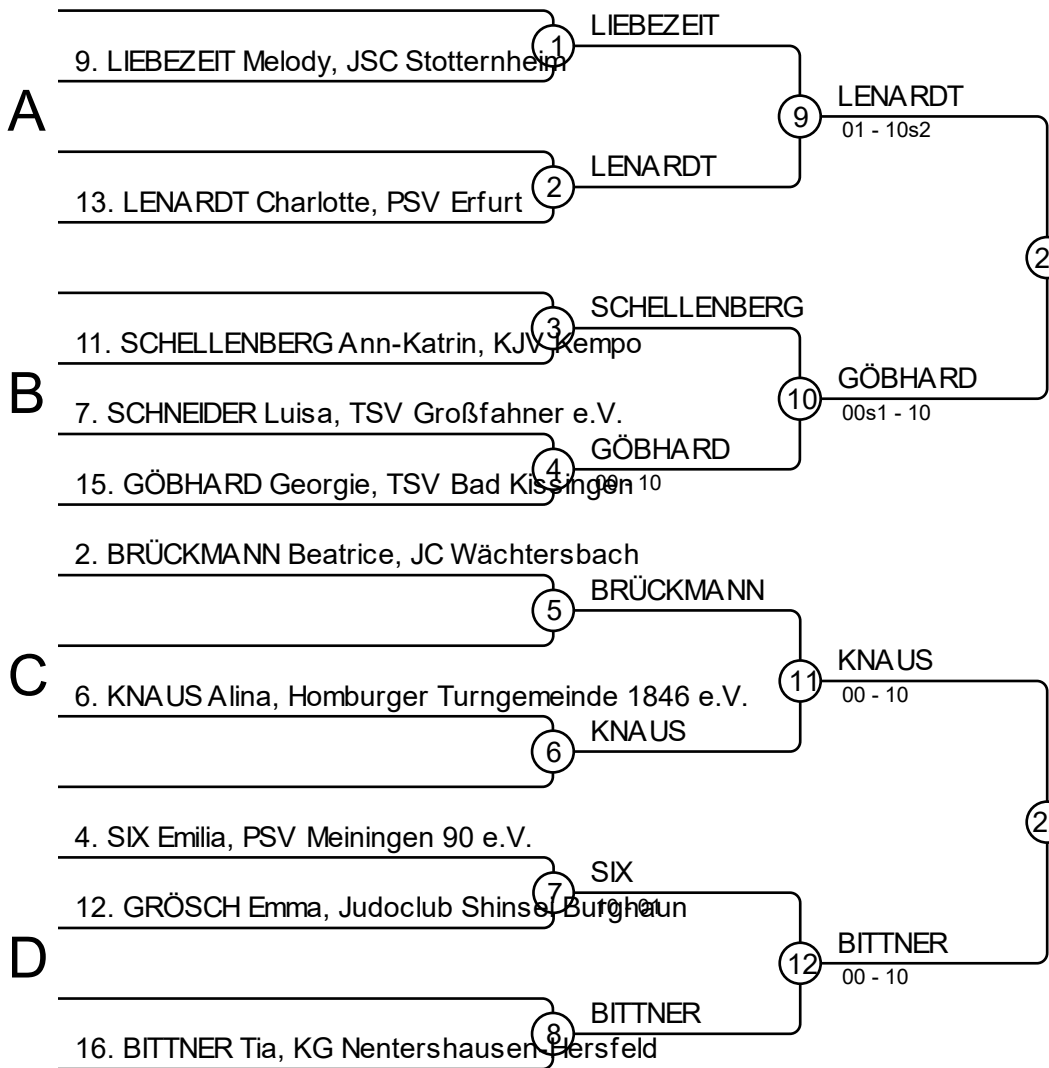 LIEBEZEIT
1
9. LIEBEZEIT Melody, JSC Stotternheim
A
LENARDT
9
01 - 10s2
LENARDT
2
13. LENARDT Charlotte, PSV Erfurt
2
SCHELLENBERG
3
11. SCHELLENBERG Ann-Katrin, KJV Kempo
B
GÖBHARD
10
00s1 - 10
7. SCHNEIDER Luisa, TSV Großfahner e.V.
GÖBHARD
4
00 - 10
15. GÖBHARD Georgie, TSV Bad Kissingen
2. BRÜCKMANN Beatrice, JC Wächtersbach
BRÜCKMANN
5
C
KNAUS
11
00 - 10
6. KNAUS Alina, Homburger Turngemeinde 1846 e.V.
KNAUS
6
2
4. SIX Emilia, PSV Meiningen 90 e.V.
SIX
7
10 - 01
12. GRÖSCH Emma, Judoclub Shinsei Burghaun
D
BITTNER
12
00 - 10
BITTNER
8
16. BITTNER Tia, KG Nentershausen-Hersfeld